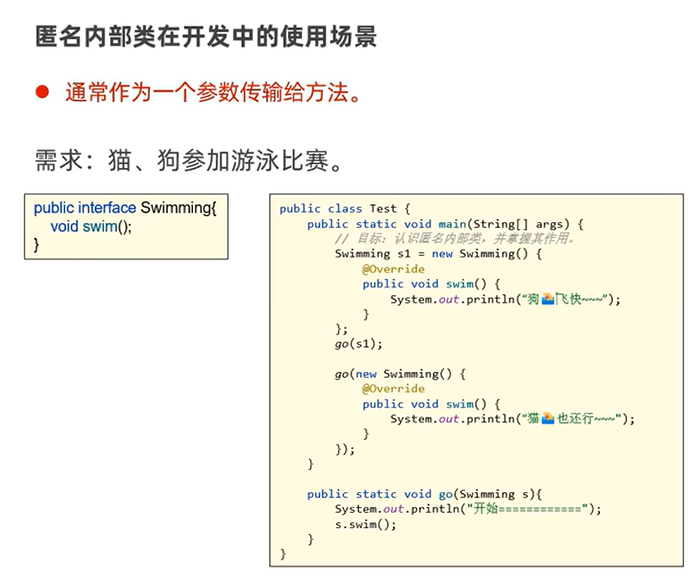 匿名内部类在开发中的使用场景
通常作为一个参数传输给方法。
需求：猫、狗参加游泳比赛。
public interface Swimming{
void swim();
}
public class Test {
public static void main(String[] args) {
// 目标：认识匿名内部类，并掌握其作用。
Swimming s1 = new Swimming() {
@Override
public void swim() {
System.out.println("狗🏊飞快~~~");
}
};
go(s1);
go(new Swimming() {
@Override
public void swim() {
System.out.println("猫🏊也还行~~~");
}
});
}
public static void go(Swimming s){
System.out.println("开始============");
s.swim();
}
}